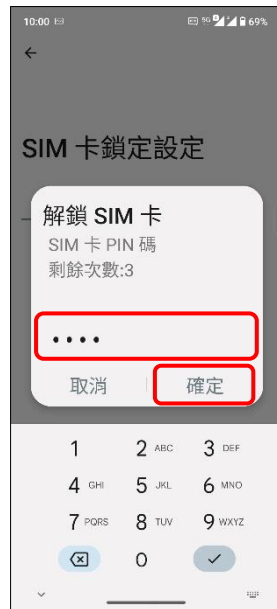 10:00
5G 69%
SIM 卡鎖定設定
解鎖 SIM 卡
SIM 卡 PIN 碼
剩餘次數:3
••••
取消 確定
1 2 ABC 3 DEF
4 GHI 5 JKL 6 MNO
7 PQRS 8 TUV 9 WXYZ
0